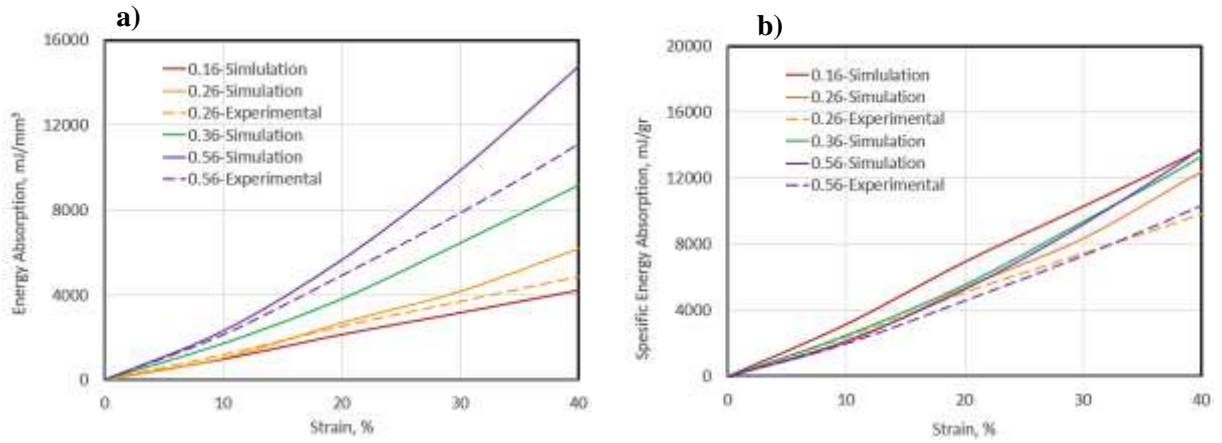 a)
16000
12000
8000
4000
0
Energy Absorption, mJ/mm³
0.16-Simlulation
0.26-Simulation
0.26-Experimental
0.36-Simulation
0.56-Simulation
0.56-Experimental
0 10 20 30 40
Strain, %
b)
20000
16000
12000
8000
4000
0
Spesific Energy Absorption, mJ/gr
0.16-Simlulation
0.26-Simulation
0.26-Experimental
0.36-Simulation
0.56-Simulation
0.56-Experimental
0 10 20 30 40
Strain, %